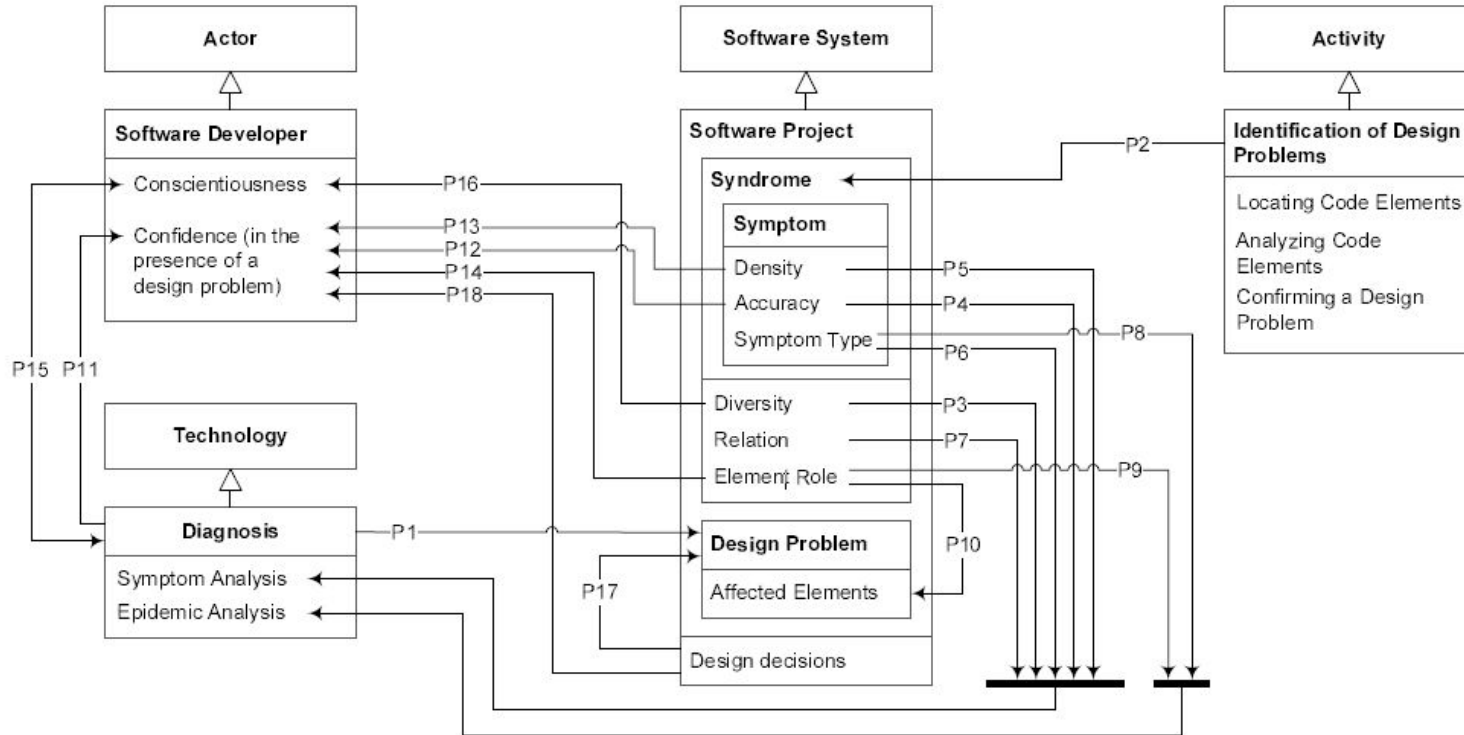 Actor
Software System
Activity
Software Developer
Conscientiousness
Confidence (in the
presence of a
design problem)
Software Project
Syndrome
Symptom
Density
Accuracy
Symptom Type
Diversity
Relation
Element Role
Design Problem
Affected Elements
Design decisions
Identification of Design
Problems
Locating Code Elements
Analyzing Code
Elements
Confirming a Design
Problem
Technology
Diagnosis
Symptom Analysis
Epidemic Analysis
P2
P16
P13
P12
P14
P18
P5
P4
P8
P6
P3
P7
P9
P10
P15
P11
P1
P17